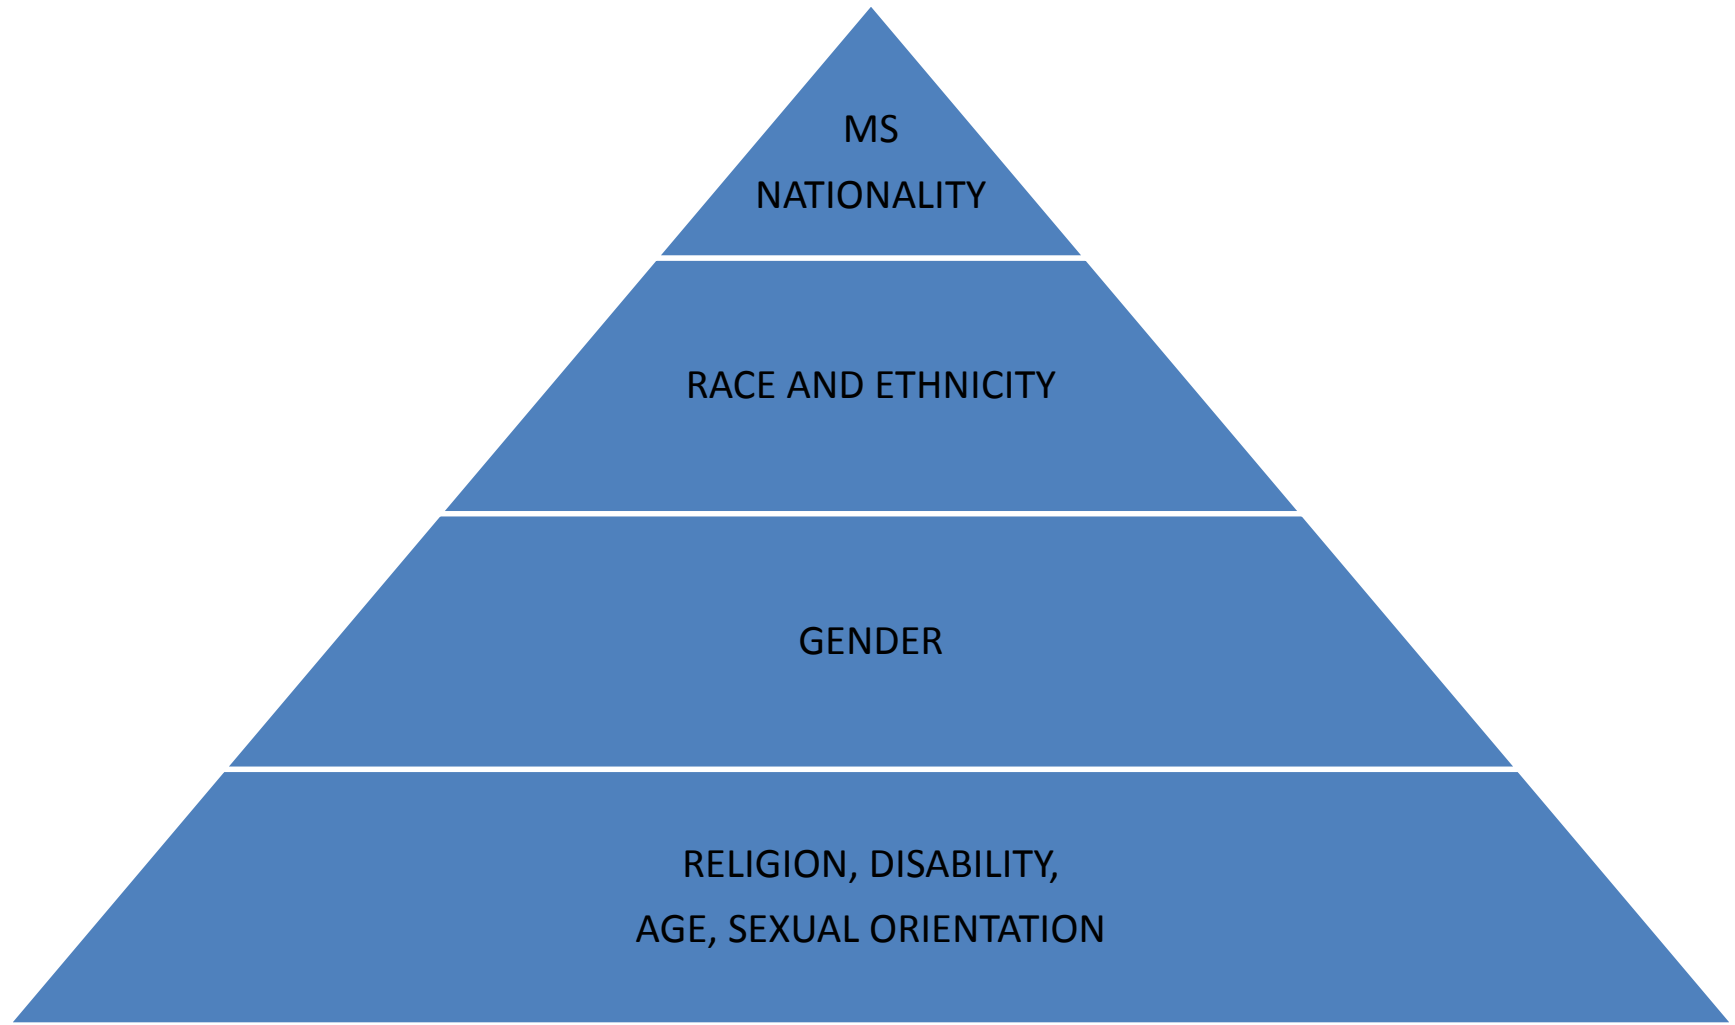 MS
NATIONALITY
RACE AND ETHNICITY
GENDER
RELIGION, DISABILITY,
AGE, SEXUAL ORIENTATION